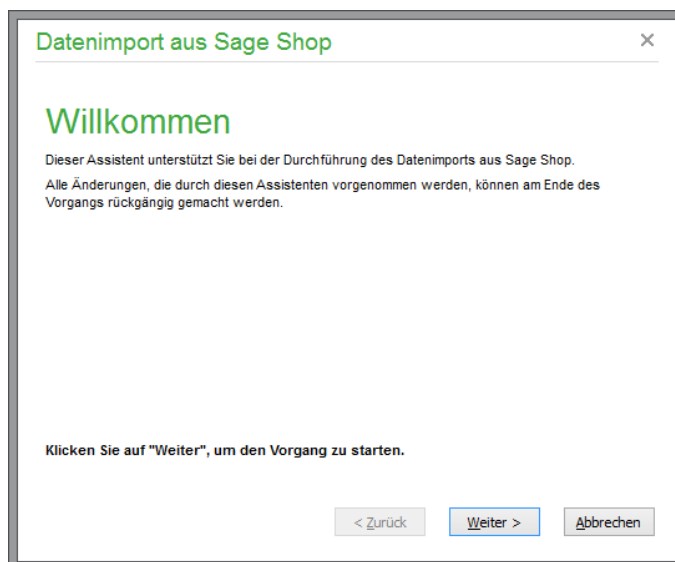 Datenimport aus Sage Shop
Willkommen
Dieser Assistent unterstützt Sie bei der Durchführung des Datenimports aus Sage Shop.
Alle Änderungen, die durch diesen Assistenten vorgenommen werden, können am Ende des
Vorgangs rückgängig gemacht werden.
Klicken Sie auf "Weiter", um den Vorgang zu starten.
< Zurück Weiter > Abbrechen